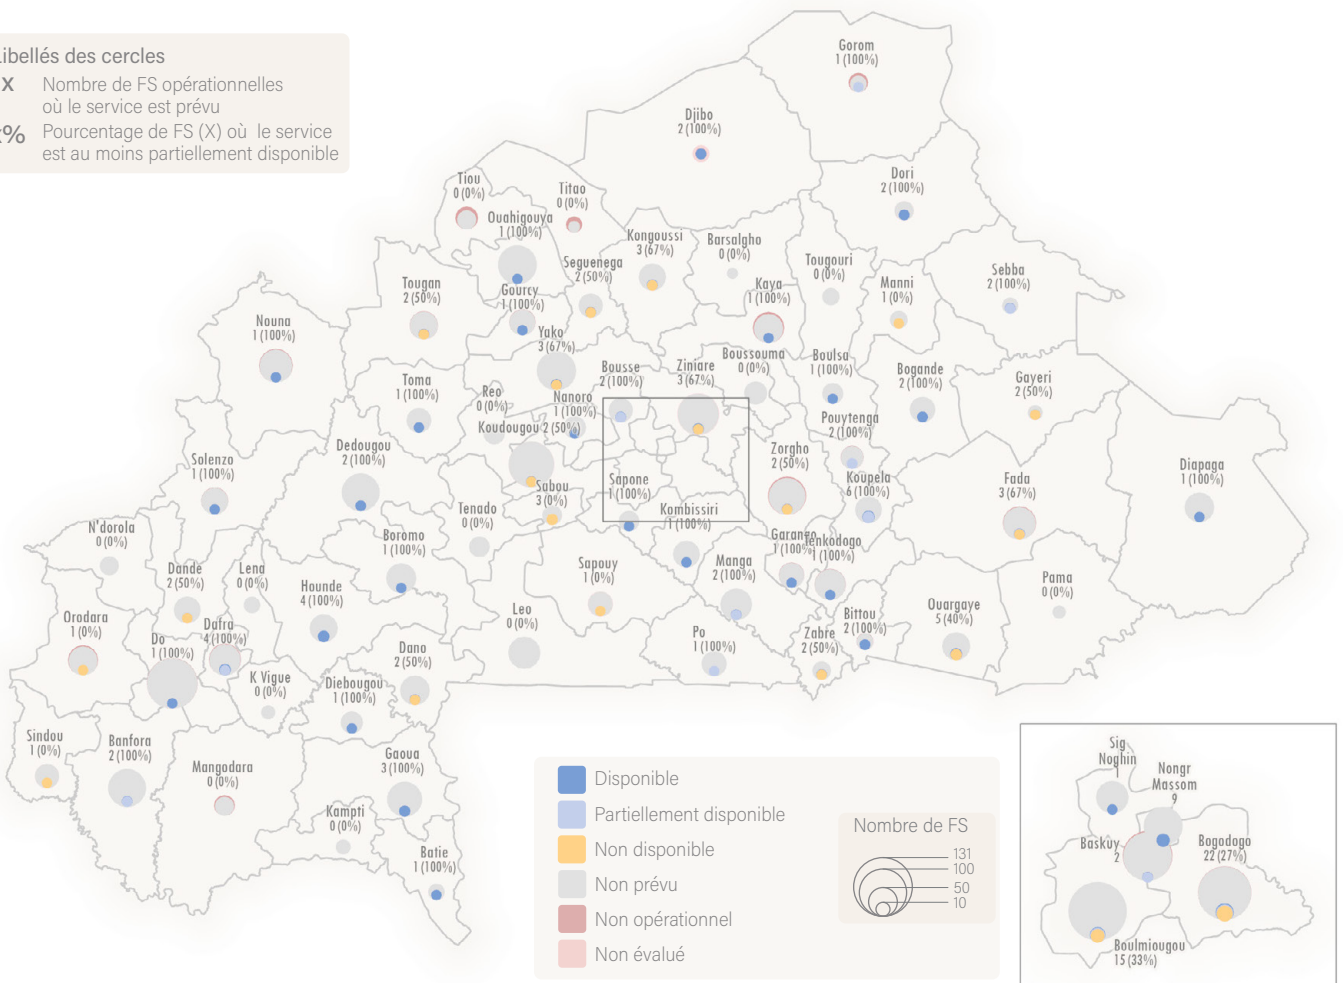 Libellés des cercles
X Nombre de FS opérationnelles
où le service est prévu
% Pourcentage de FS (X) où le service
est au moins partiellement disponible
Gorom
1 (100%)
Djibo
2 (100%)
Dori
2 (100%)
Tiou
0 (0%)
Titao
0 (0%)
Ouahigouya
1 (100%)
Kongoussi
3 (67%)
Barsalgho
0 (0%)
Seguenega
2 (50%)
Tougouri
0 (0%)
Sebba
2 (100%)
Tougan
2 (50%)
Gourcy
1 (100%)
Kaya
1 (100%)
Manni
1 (0%)
Nouna
1 (100%)
Yako
3 (67%)
Bousse
2 (100%)
Ziniare
3 (67%)
Boussouma
0 (0%)
Boulsa
1 (100%)
Bogande
2 (100%)
Gayeri
2 (50%)
Toma
1 (100%)
Reo
0 (0%)
Nanoro
1 (100%)
Koudougou 2 (50%)
Pouytenga
2 (100%)
Dedougou
2 (100%)
Solenzo
1 (100%)
Zorgho
2 (50%)
Koupela
6 (100%)
Fada
3 (67%)
Diapaga
1 (100%)
Sabou
3 (0%)
Sapone
1 (100%)
Tenado
0 (0%)
Kombissiri
1 (100%)
N'dorola
0 (0%)
Boromo
1 (100%)
Garango
1 (100%)
Tenkodogo
1 (100%)
Dande
2 (50%)
Lena
0 (0%)
Hounde
4 (100%)
Sapouy
1 (0%)
Manga
2 (100%)
Pama
0 (0%)
Orodara
1 (0%)
Do
1 (100%)
Dafra
4 (100%)
Leo
0 (0%)
Bittou
2 (100%)
Ouargaye
5 (40%)
Po
1 (100%)
Zabre
2 (50%)
Dano
2 (50%)
K Vigue
0 (0%)
Diebougou
1 (100%)
Sindou
1 (0%)
Banfora
2 (100%)
Mangodara
0 (0%)
Gaoua
3 (100%)
Kampti
0 (0%)
Batie
1 (100%)
Disponible
Partiellement disponible
Non disponible
Non prévu
Non opérationnel
Non évalué
Nombre de FS
131
100
50
10
Sig
Noghin
1
Nongr
Massom
9
Baskuy
2
Bogodogo
22 (27%)
Boulmiougou
15 (33%)